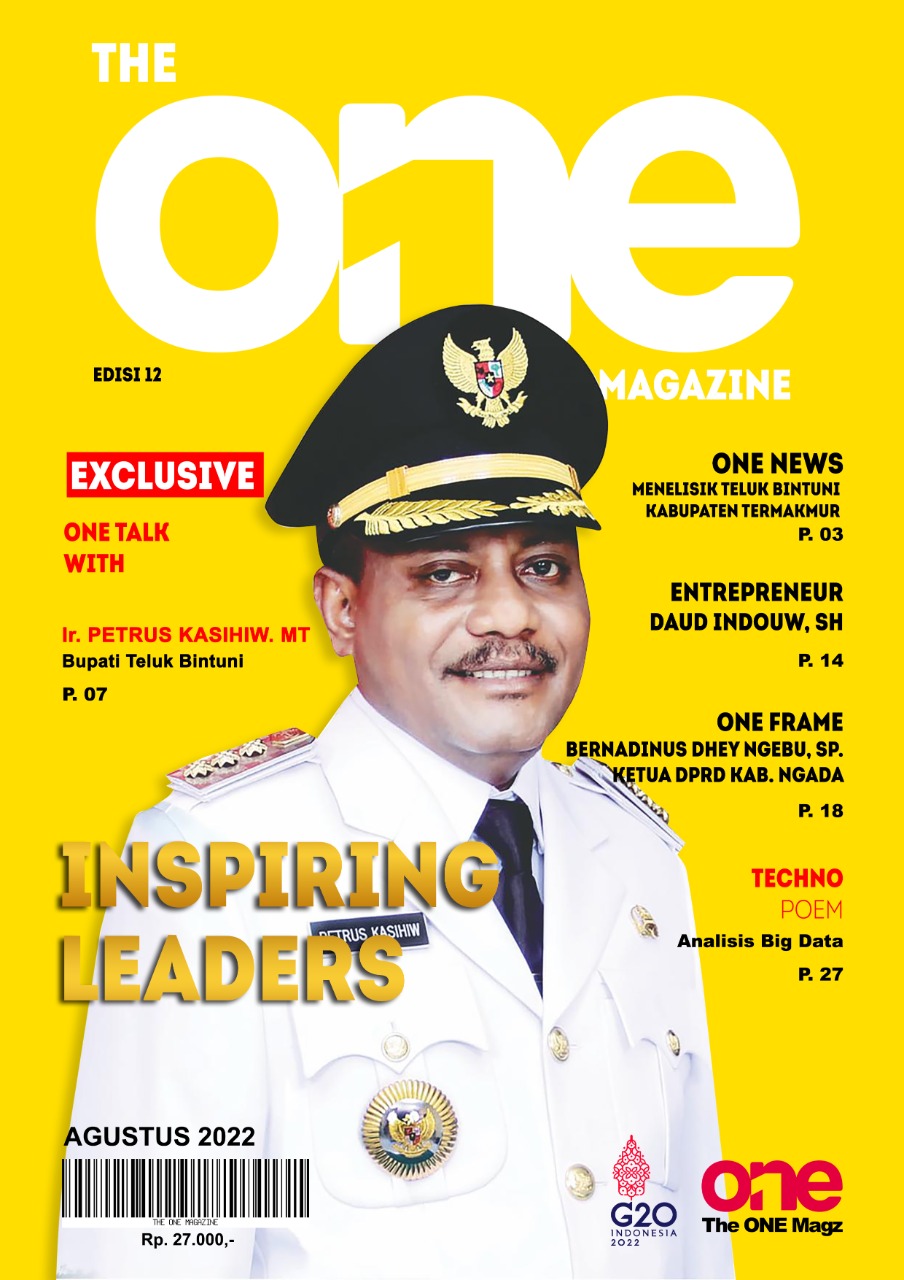 THE
one
MAGAZINE
EDISI 12
EXCLUSIVE
ONE TALK
WITH
Ir. PETRUS KASIHIW. MT
Bupati Teluk Bintuni
P. 07
ONE NEWS
MENELISIK TELUK BINTUNI
KABUPATEN TERMAKMUR
P. 03
ENTREPRENEUR
DAUD INDOUW, SH
P. 14
ONE FRAME
BERNADINUS DHEY NGEBU, SP.
KETUA DPRD KAB. NGADA
P. 18
TECHNO
POEM
Analisis Big Data
P. 27
INSPIRING
PETRUS KASIHIW
LEADERS
AGUSTUS 2022
THE ONE MAGAZINE
Rp. 27.000,-
G20
INDONESIA
2022
one
The ONE Magz